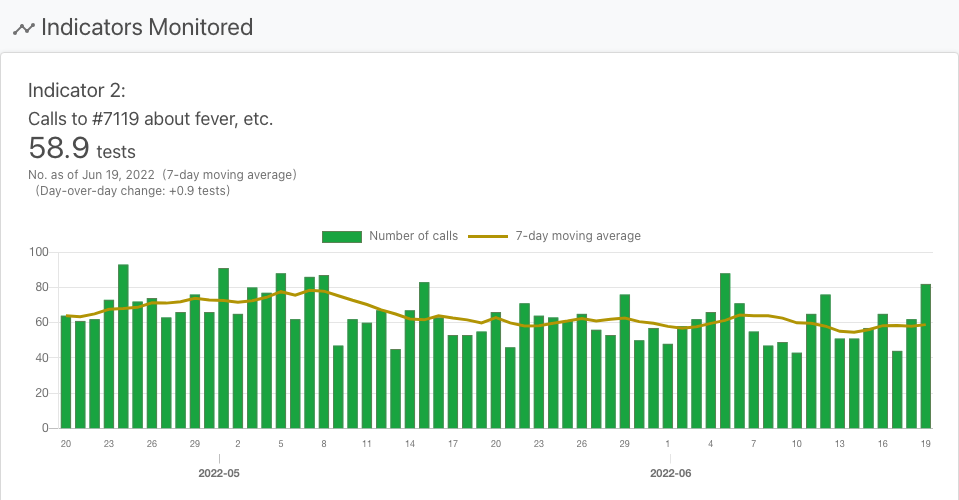 Indicators Monitored
Indicator 2:
Calls to #7119 about fever, etc.
58.9 tests
No. as of Jun 19, 2022 (7-day moving average)
(Day-over-day change: +0.9 tests)
Number of calls 7-day moving average
100
80
60
40
20
0
20 23 26 29 2 5 8 11 14 17 20 23 26 29 1 4 7 10 13 16 19
2022-05 2022-06